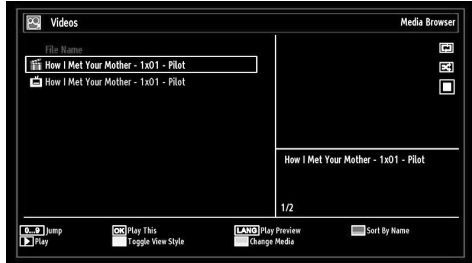 Videos Media Browser
File Name
How I Met Your Mother - 1x01 - Pilot
How I Met Your Mother - 1x01 - Pilot
How I Met Your Mother - 1x01 - Pilot
1/2
0...9 Jump OK Play This LANG Play Preview Sort By Name
Play Toggle View Style Change Media